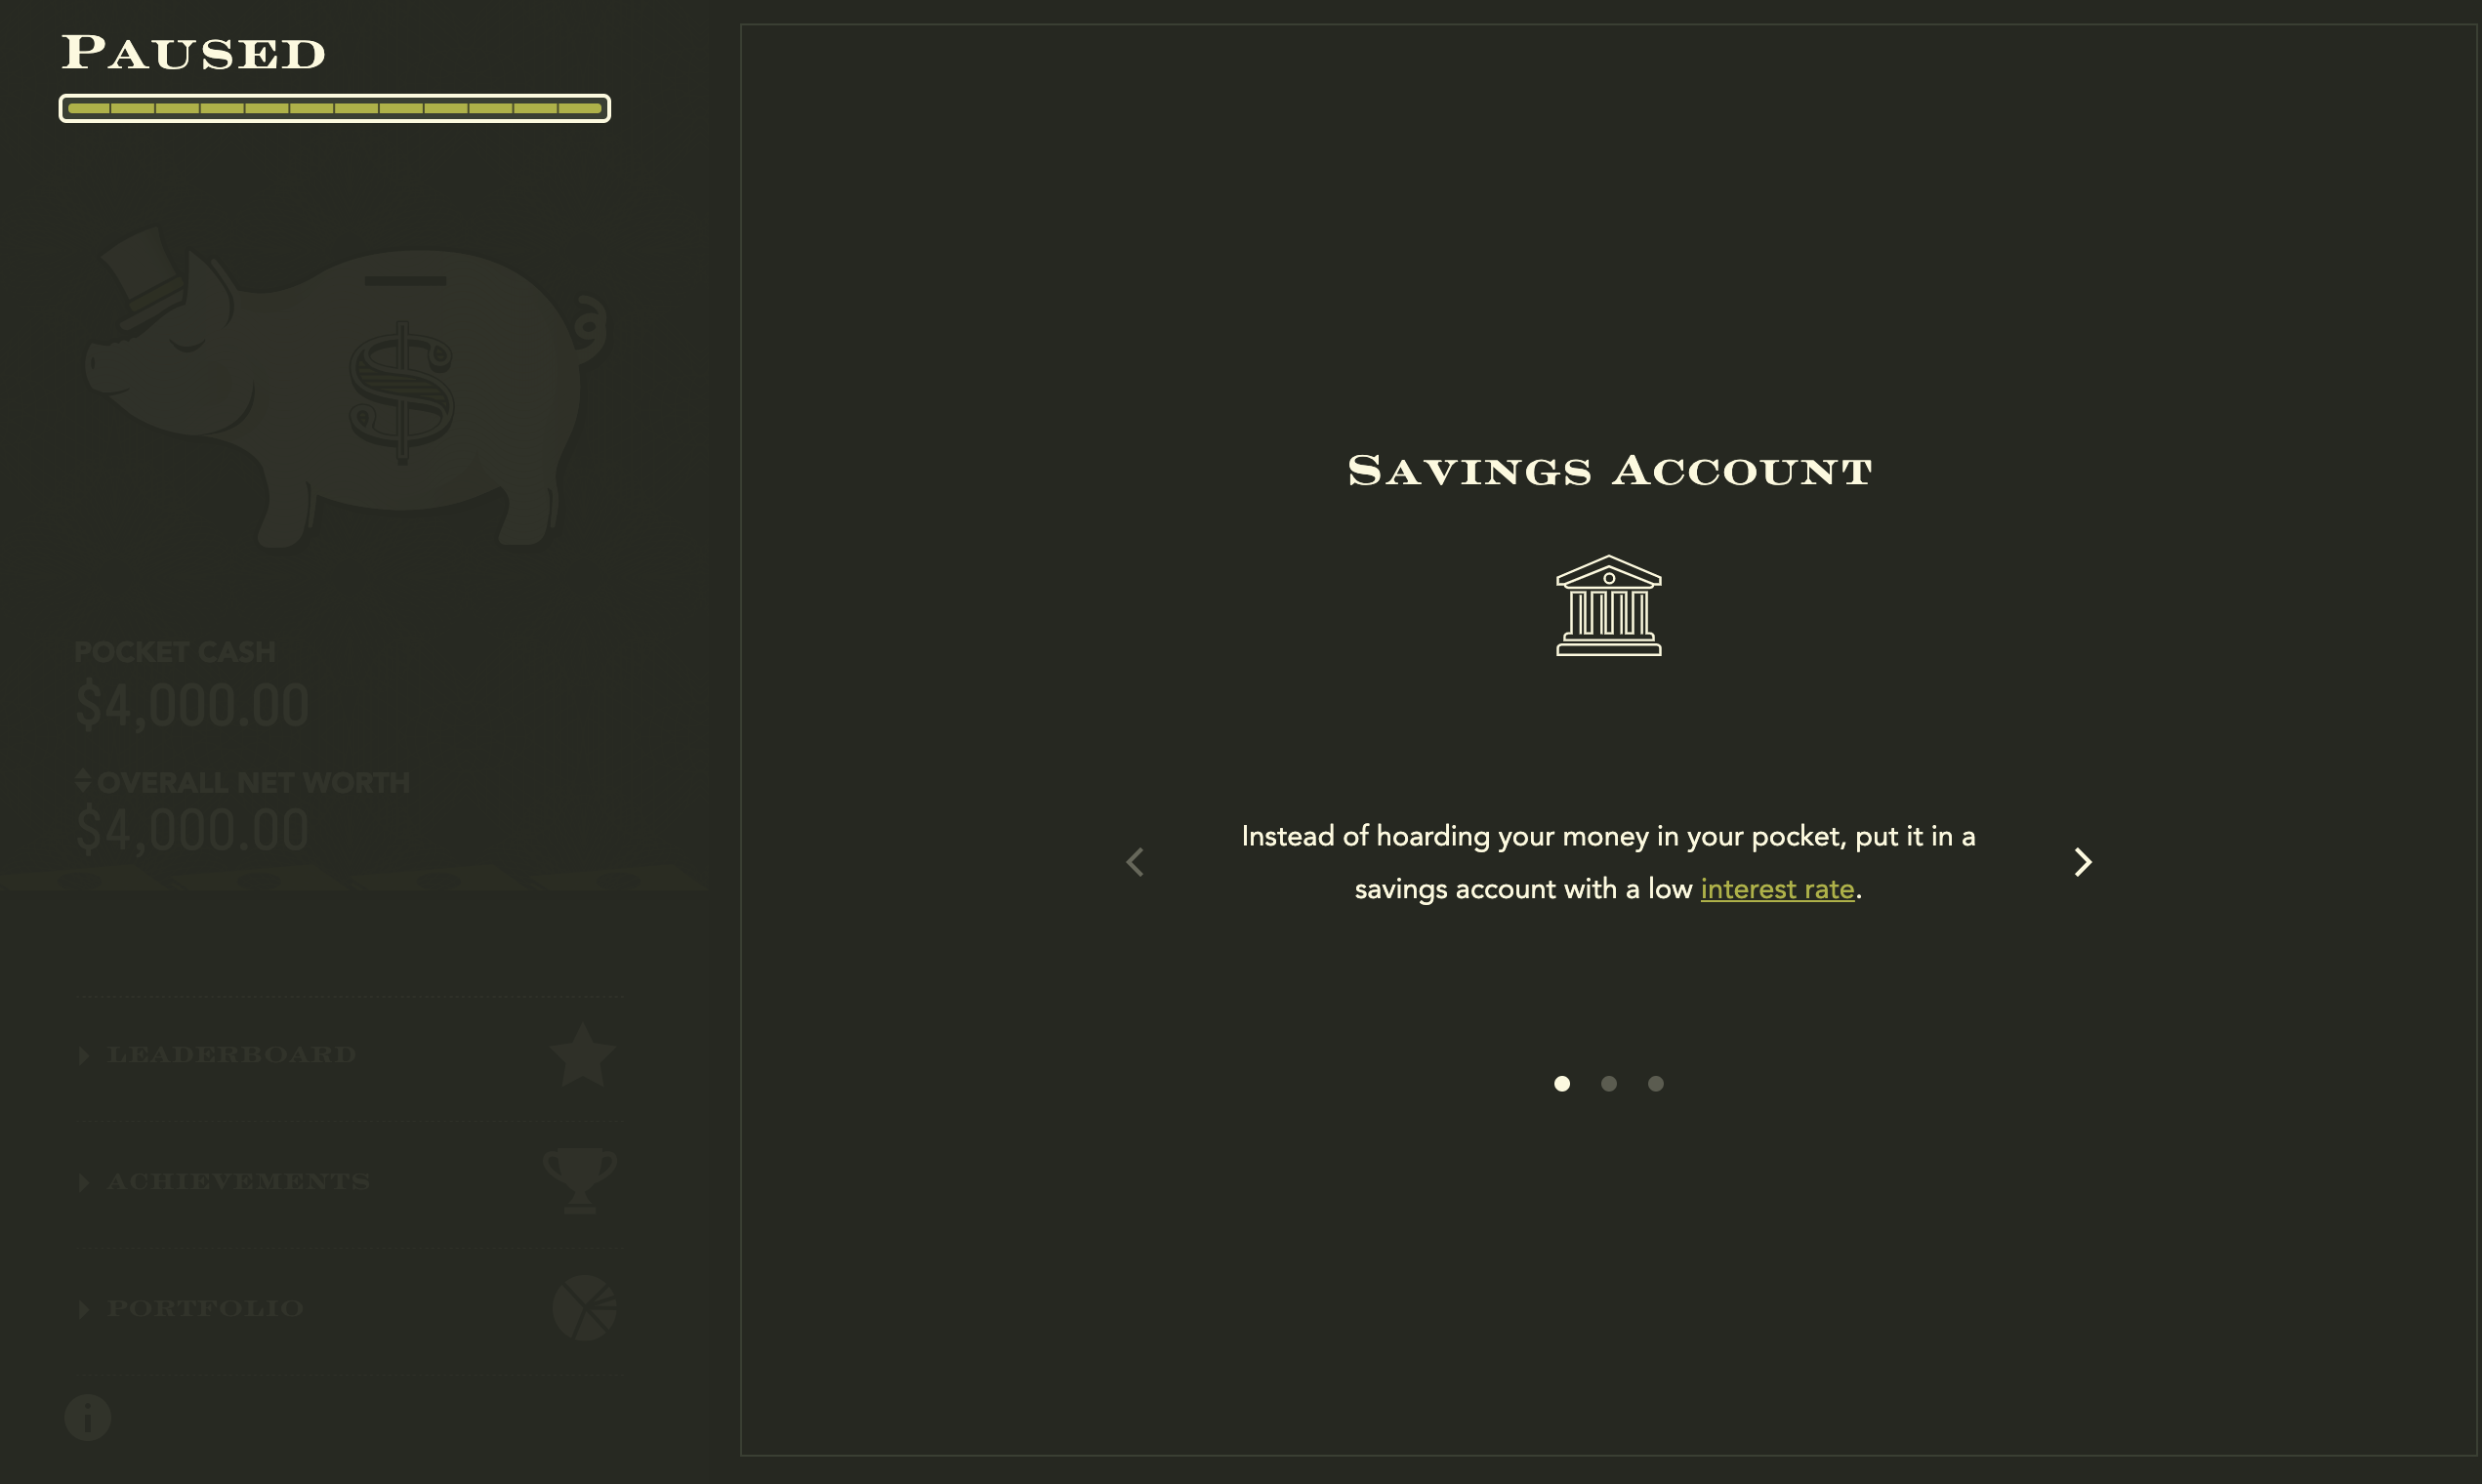 PAUSED
$
POCKET CASH
$4,000.00
OVERALL NET WORTH
$4,000.00
LEADERBOARD
ACHIEVEMENTS
PORTFOLIO
i
SAVINGS ACCOUNT
Instead of hoarding your money in your pocket, put it in a
savings account with a low interest rate.